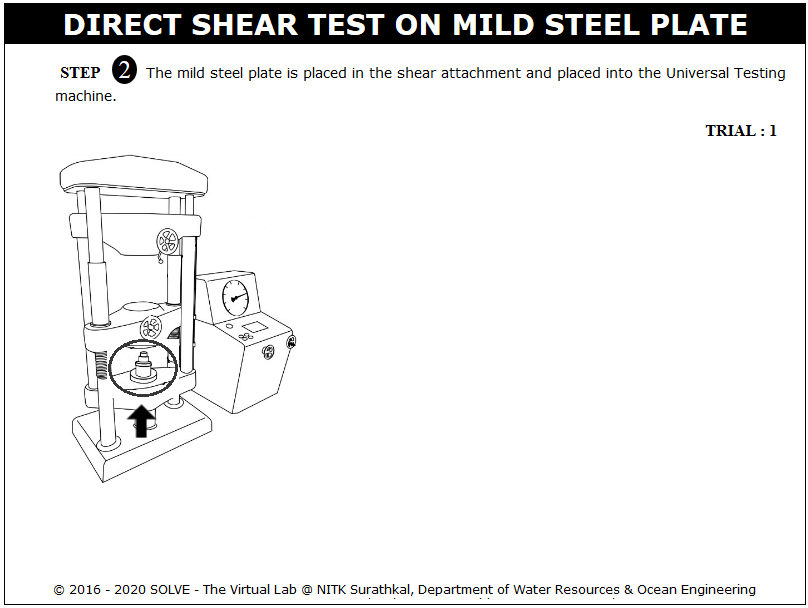 DIRECT SHEAR TEST ON MILD STEEL PLATE
STEP 2 The mild steel plate is placed in the shear attachment and placed into the Universal Testing
machine.
TRIAL : 1
© 2016 - 2020 SOLVE - The Virtual Lab @ NITK Surathkal, Department of Water Resources & Ocean Engineering